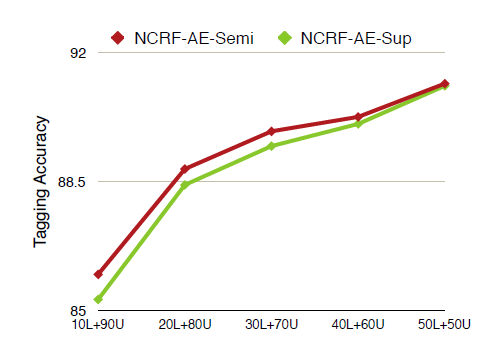 NCRF-AE-Semi NCRF-AE-Sup
92
88.5
85
Tagging Accuracy
10L+90U 20L+80U 30L+70U 40L+60U 50L+50U